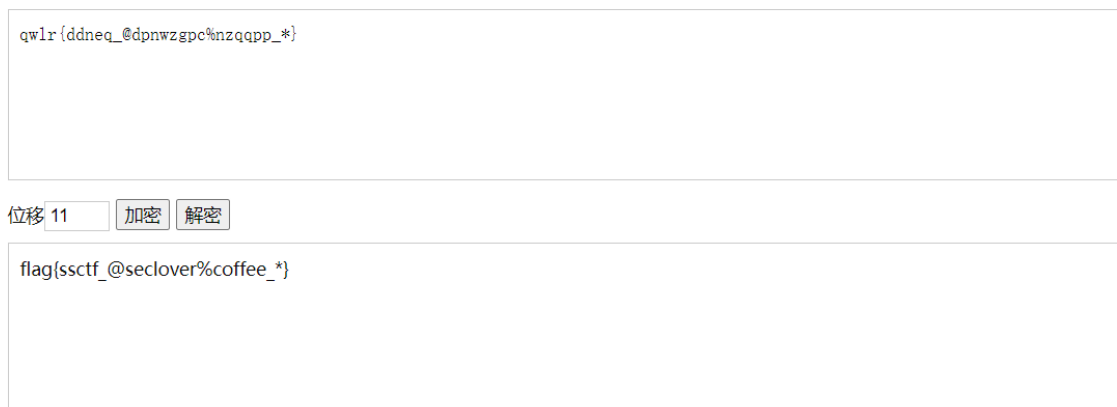 qwlr{ddneq_@dpnwzgpc%nzqqpp_*}
位移 11 加密 解密
flag{ssctf_@seclover%coffee_*}